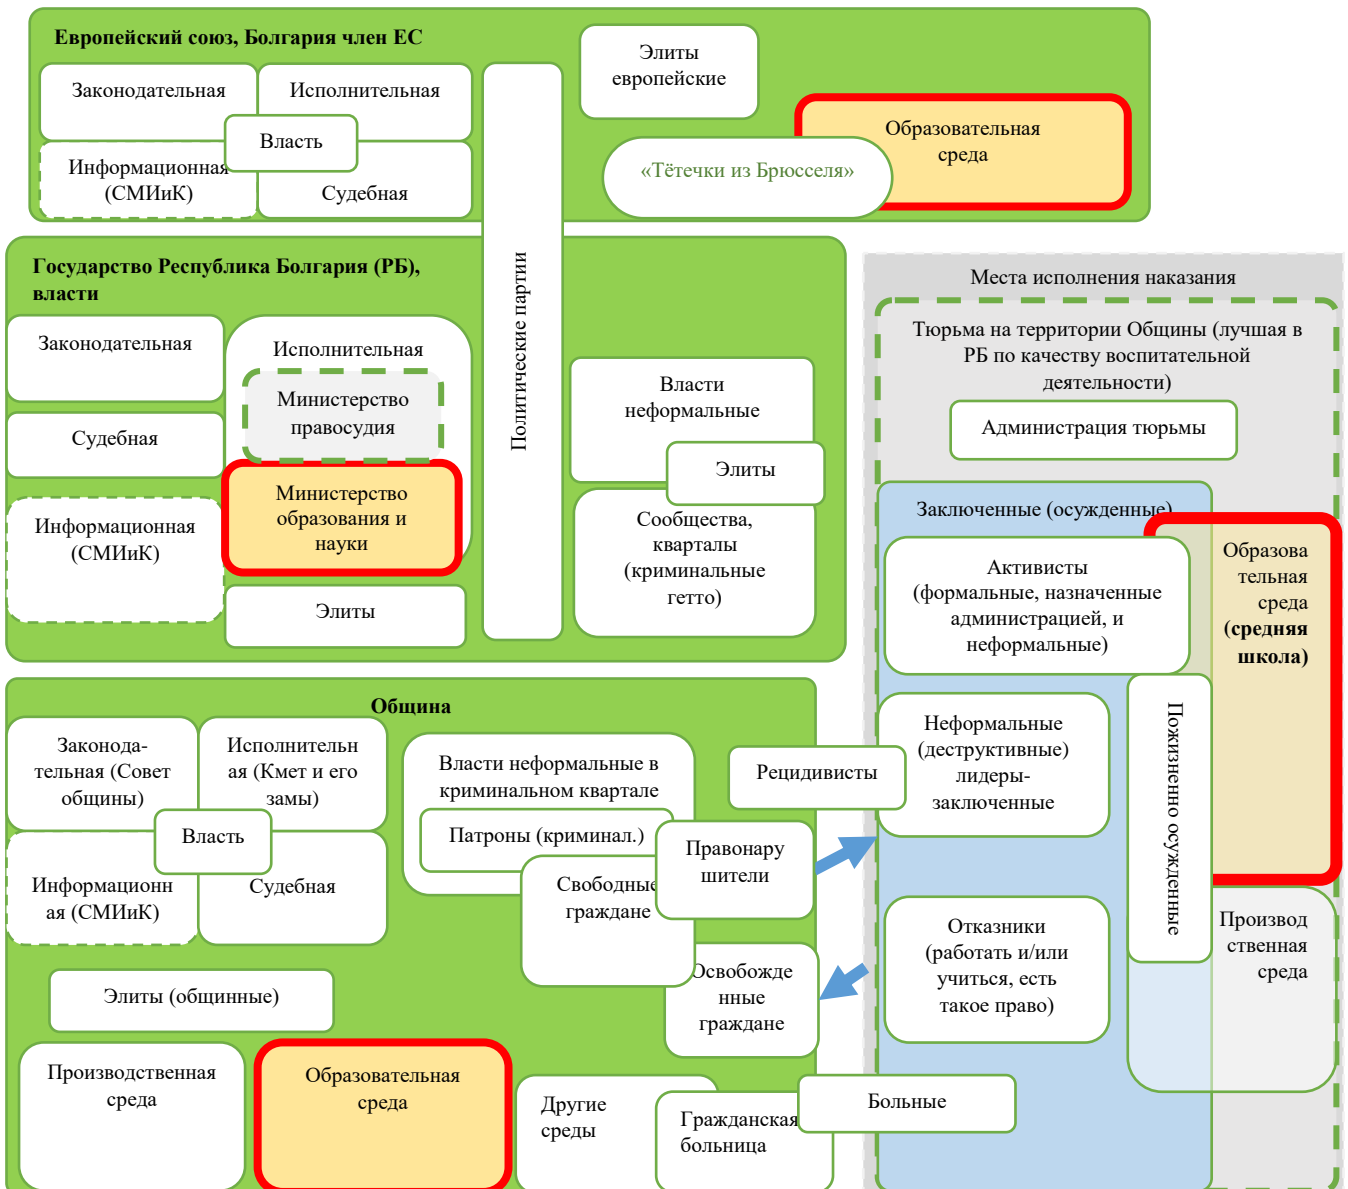 Европейский союз, Болгария член ЕС
Законодательная
Исполнительная
Власть
Информационная
(СМИиК)
Судебная
Элиты
европейские
Образовательная
среда
«Тётечки из Брюсселя»
Политические партии
Государство Республика Болгария (РБ),
власти
Законодательная
Исполнительная
Министерство
правосудия
Судебная
Министерство
образования и
науки
Информационная
(СМИиК)
Элиты
Власти
неформальные
Элиты
Сообщества,
кварталы
(криминальные
гетто)
Места исполнения наказания
Тюрьма на территории Общины (лучшая в
РБ по качеству воспитательной
деятельности)
Администрация тюрьмы
Заключенные (осужденные)
Активисты
(формальные, назначенные
администрацией, и
неформальные)
Образова
тельная
среда
(средняя
школа)
Неформальные
(деструктивные)
лидеры-
заключенные
Пожизненно осужденные
Отказники
(работать и/или
учиться, есть
такое право)
Производ
ственная
среда
Община
Законода-
тельная (Совет
общины)
Исполнительн
ая (Кмет и его
замы)
Власть
Информационн
ая (СМИиК)
Судебная
Власти неформальные в
криминальном квартале
Патроны (криминал.)
Свободные
граждане
Правонару
шители
Рецидивисты
Освобожде
нные
граждане
Элиты (общинные)
Производственная
среда
Образовательная
среда
Другие
среды
Гражданская
больница
Больные